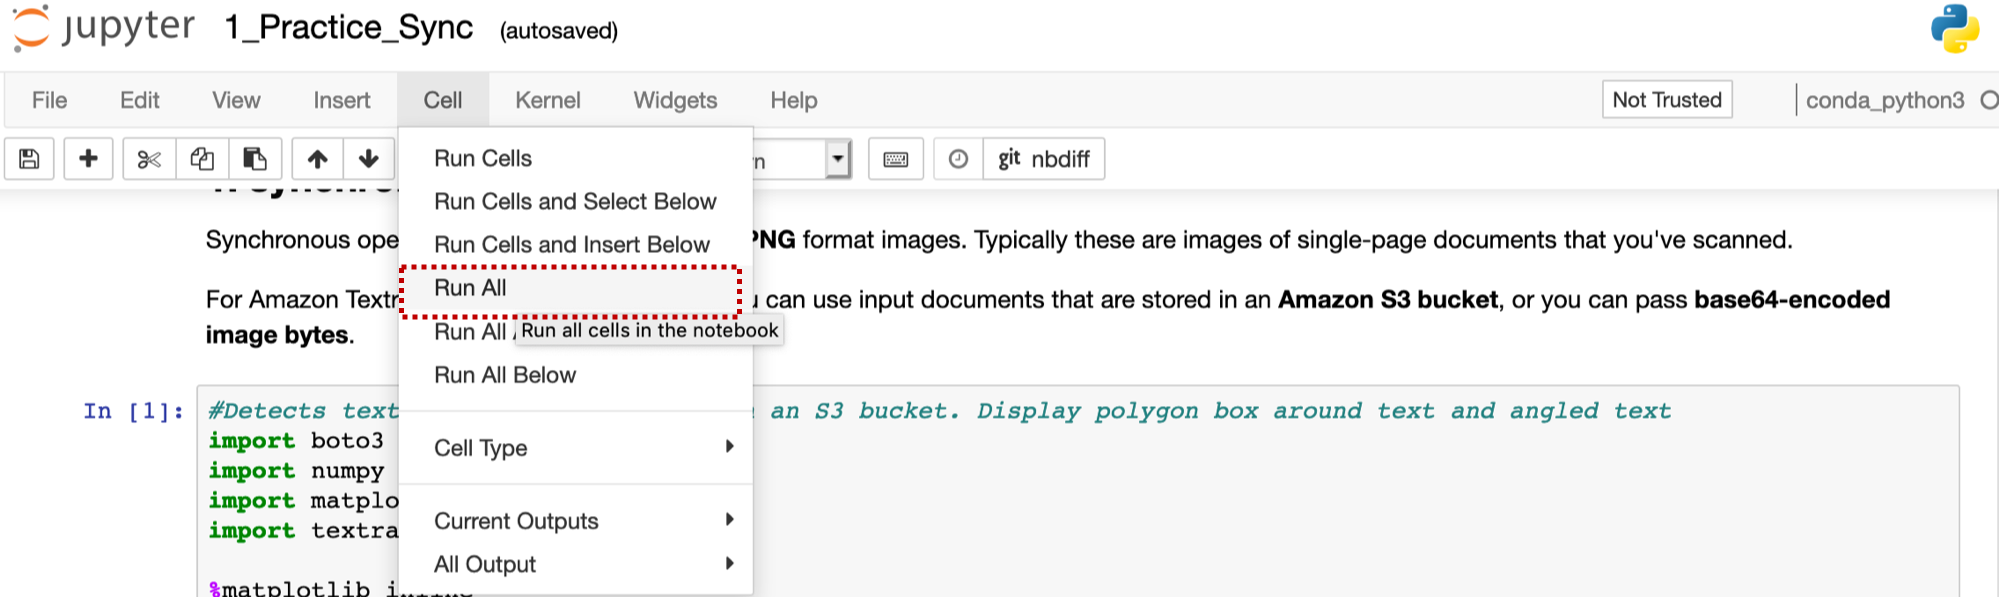 jupyter 1_Practice_Sync (autosaved)
File Edit View Insert Cell Kernel Widgets Help Not Trusted conda_python3
git nbdiff
Run Cells
Run Cells and Select Below
Run Cells and Insert Below
Run All
Run all cells in the notebook
Run All
Run All Below
Cell Type
Current Outputs
All Output
Synchronous ope PNG format images. Typically these are images of single-page documents that you've scanned.
For Amazon Textr can use input documents that are stored in an Amazon S3 bucket, or you can pass base64-encoded
image bytes.
In [1]: #Detects text an S3 bucket. Display polygon box around text and angled text
import boto3
import numpy
import matplo
import textra
%matplotlib